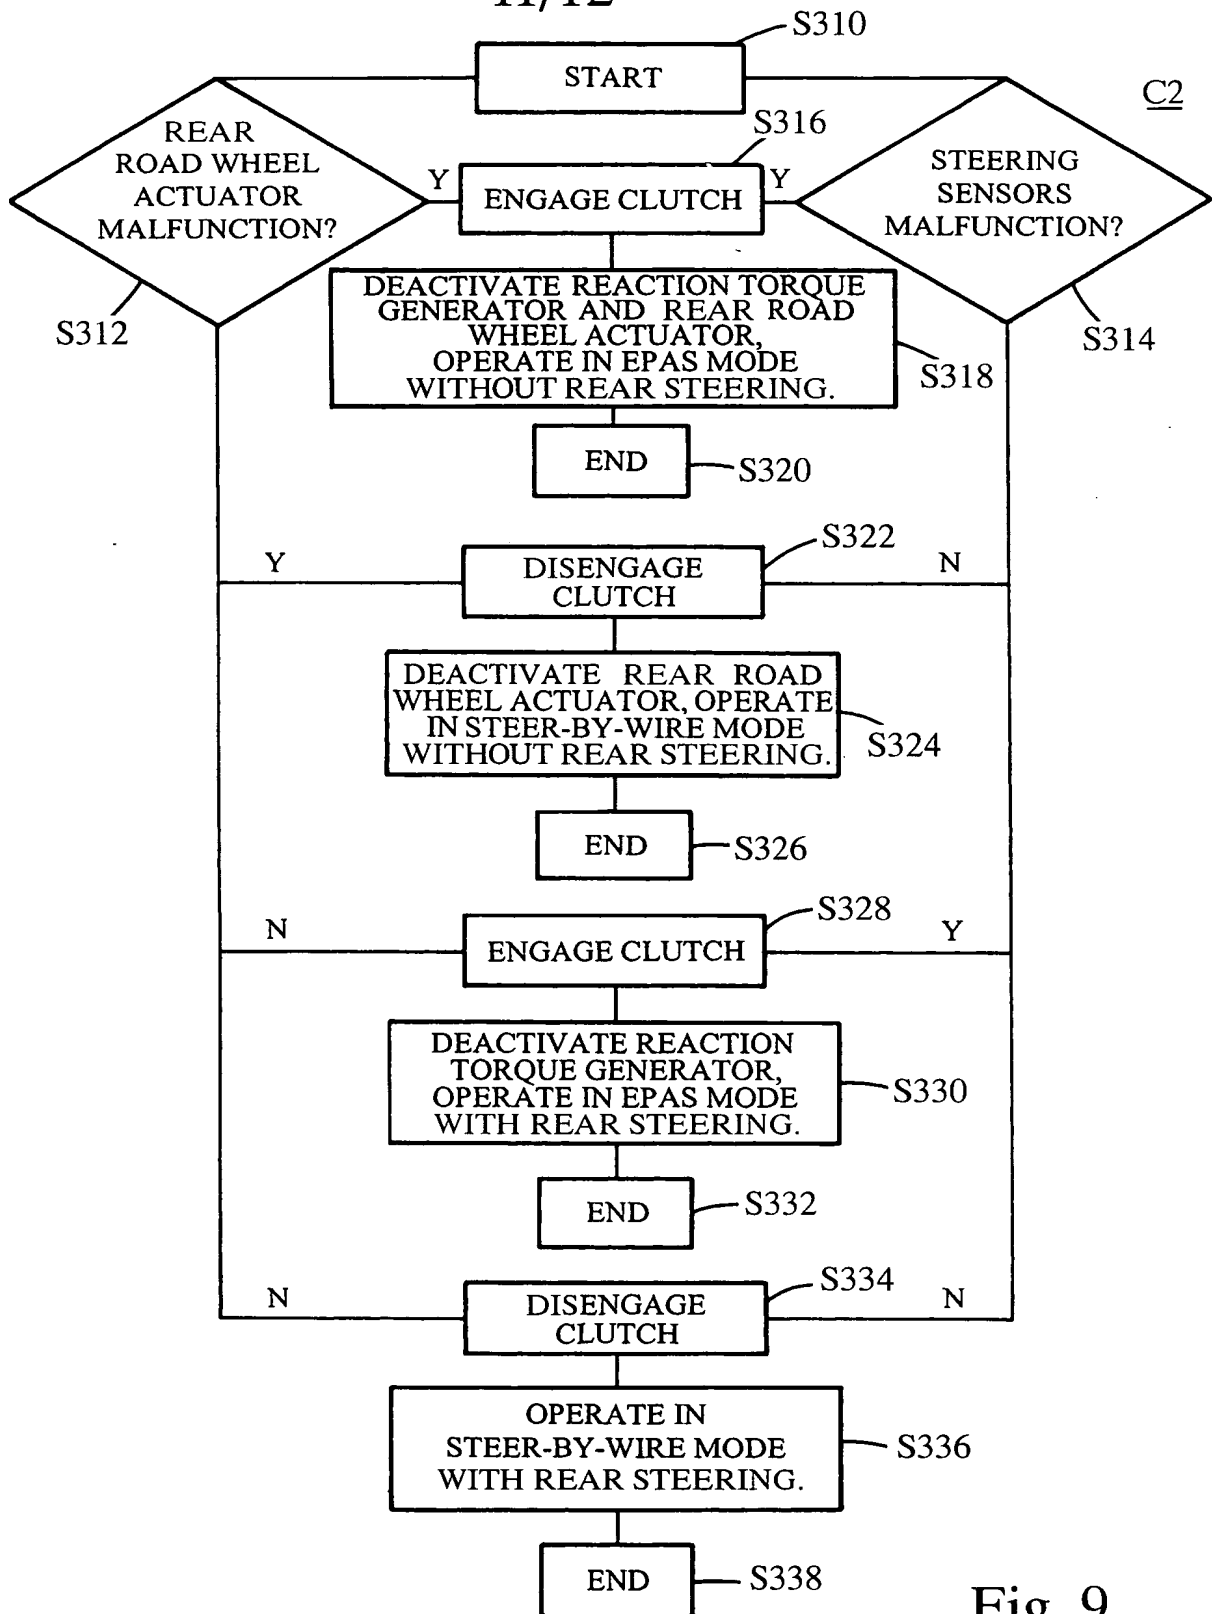 S310
START
C2
S316
REAR
ROAD WHEEL
ACTUATOR
MALFUNCTION?
Y
ENGAGE CLUTCH
Y
STEERING
SENSORS
MALFUNCTION?
S312
S314
DEACTIVATE REACTION TORQUE
GENERATOR AND REAR ROAD
WHEEL ACTUATOR,
OPERATE IN EPAS MODE
WITHOUT REAR STEERING.
S318
END
S320
S322
Y
DISENGAGE
CLUTCH
N
DEACTIVATE REAR ROAD
WHEEL ACTUATOR, OPERATE
IN STEER-BY-WIRE MODE
WITHOUT REAR STEERING.
S324
END
S326
S328
N
ENGAGE CLUTCH
Y
DEACTIVATE REACTION
TORQUE GENERATOR,
OPERATE IN EPAS MODE
WITH REAR STEERING.
S330
END
S332
S334
N
DISENGAGE
CLUTCH
N
OPERATE IN
STEER-BY-WIRE MODE
WITH REAR STEERING.
S336
END
S338
Fig. 9